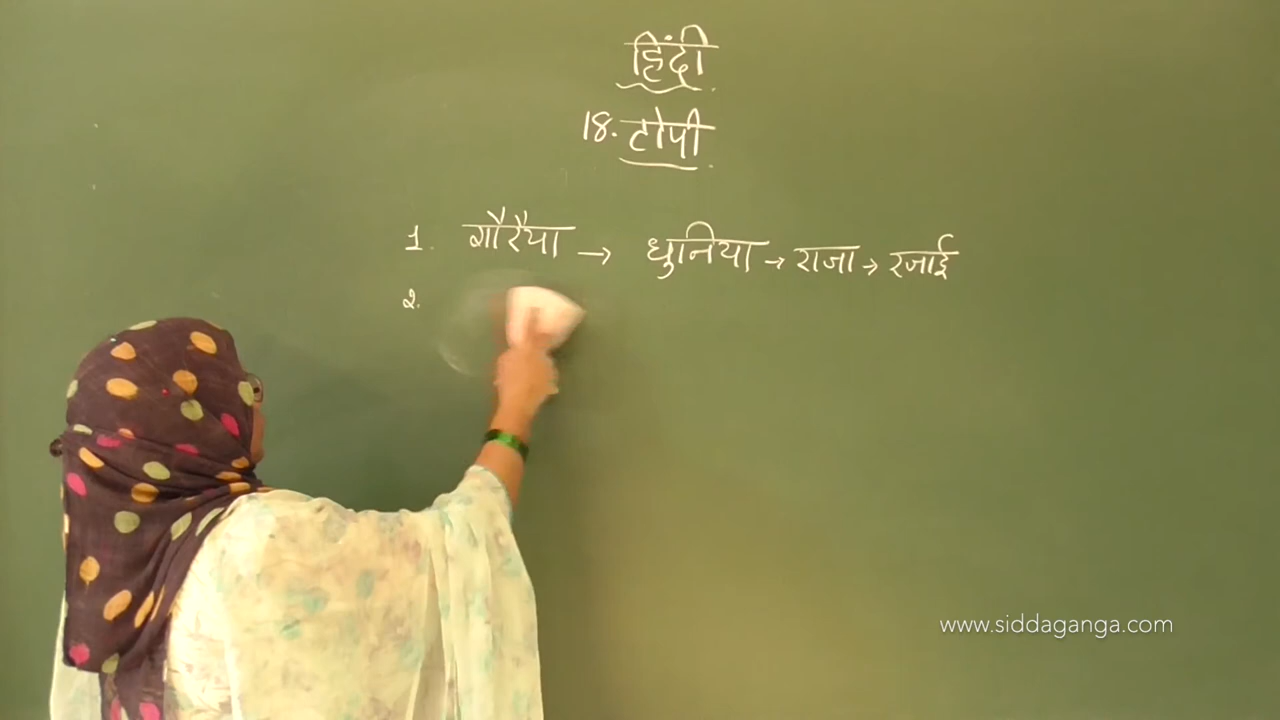 हिंदी
18. टोपी
1. गौरैया → धुनिया → राजा → रजाई
2.
www.siddaganga.com